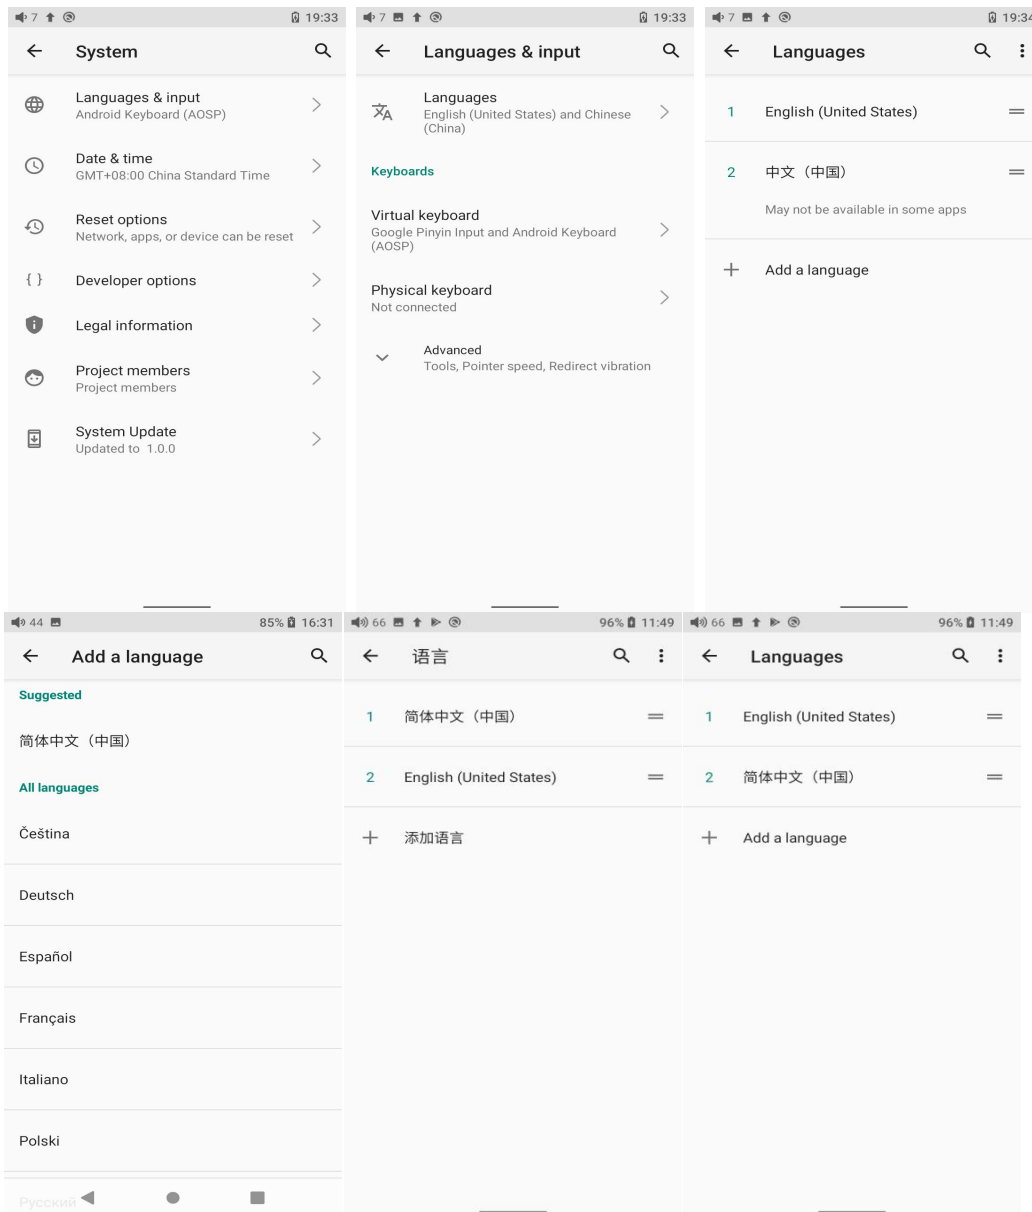 7 19:33
System
Languages & input
Android Keyboard (AOSP)
Date & time
GMT+08:00 China Standard Time
Reset options
Network, apps, or device can be reset
{ } Developer options
Legal information
Project members
Project members
System Update
Updated to 1.0.0
7 19:33
Languages & input
Languages
English (United States) and Chinese
(China)
Keyboards
Virtual keyboard
Google Pinyin Input and Android Keyboard
(AOSP)
Physical keyboard
Not connected
Advanced
Tools, Pointer speed, Redirect vibration
7 19:34
Languages
1 English (United States)
2 中文（中国）
May not be available in some apps
Add a language
44 85% 16:31
Add a language
Suggested
简体中文（中国）
All languages
Čeština
Deutsch
Español
Français
Italiano
Polski
Русский
66 96% 11:49
语言
1 简体中文（中国）
2 English (United States)
添加语言
66 96% 11:49
Languages
1 English (United States)
2 简体中文（中国）
Add a language